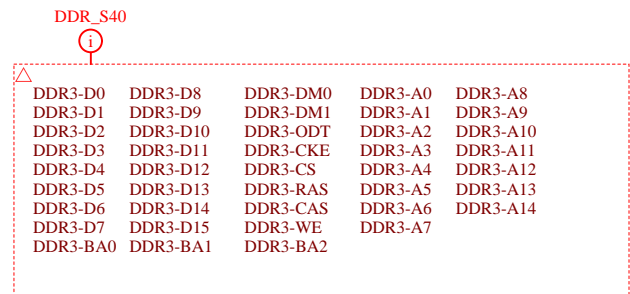 DDR_S40
i
DDR3-D0 DDR3-D8 DDR3-DM0 DDR3-A0 DDR3-A8
DDR3-D1 DDR3-D9 DDR3-DM1 DDR3-A1 DDR3-A9
DDR3-D2 DDR3-D10 DDR3-ODT DDR3-A2 DDR3-A10
DDR3-D3 DDR3-D11 DDR3-CKE DDR3-A3 DDR3-A11
DDR3-D4 DDR3-D12 DDR3-CS DDR3-A4 DDR3-A12
DDR3-D5 DDR3-D13 DDR3-RAS DDR3-A5 DDR3-A13
DDR3-D6 DDR3-D14 DDR3-CAS DDR3-A6 DDR3-A14
DDR3-D7 DDR3-D15 DDR3-WE DDR3-A7
DDR3-BA0 DDR3-BA1 DDR3-BA2